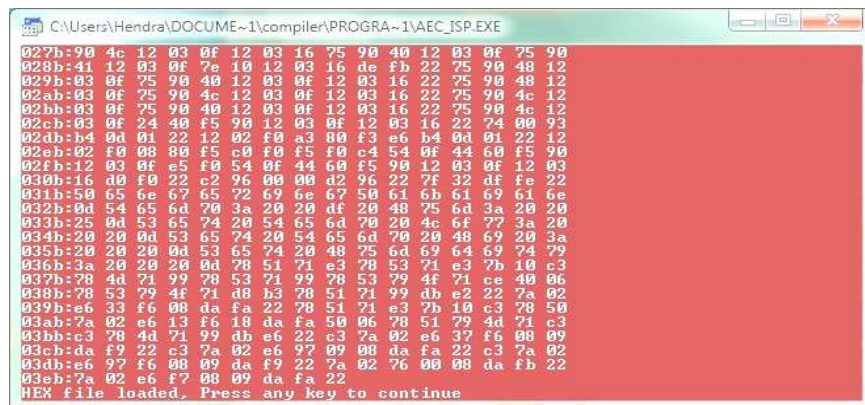 C:\Users\Hendra\DOCUME~1\compiler\PROGRA~1\AEC_ISP.EXE
027b:90 4c 12 03 0f 12 03 16 75 90 40 12 03 0f 75 90
028b:41 12 03 0f 7e 10 12 03 16 de fb 22 75 90 48 12
029b:03 0f 75 90 40 12 03 0f 12 03 16 22 75 90 48 12
02ab:03 0f 75 90 4c 12 03 0f 12 03 16 22 75 90 4c 12
02bb:03 0f 75 90 40 12 03 0f 12 03 16 22 75 90 4c 12
02cb:03 0f 24 40 f5 90 12 03 0f 12 03 16 22 74 00 93
02db:b4 0d 01 22 12 02 f0 a3 80 f3 e6 b4 0d 01 22 12
02eb:02 f0 08 80 f5 c0 f0 f5 f0 c4 54 0f 44 60 f5 90
02fb:12 03 0f e5 f0 54 0f 44 60 f5 90 12 03 0f 12 03
030b:16 d0 f0 22 c2 96 00 00 d2 96 22 7f 32 df fe 22
031b:50 65 6e 67 65 72 69 6e 67 50 61 6b 61 69 61 6e
032b:0d 54 65 6d 70 3a 20 20 df 20 48 75 6d 3a 20 20
033b:25 0d 53 65 74 20 54 65 6d 70 20 4c 6f 77 3a 20
034b:20 20 0d 53 65 74 20 54 65 6d 70 20 48 69 20 3a
035b:20 20 20 0d 53 65 74 20 48 75 6d 69 64 69 74 79
036b:3a 20 20 20 0d 78 51 71 e3 78 53 71 e3 7b 10 c3
037b:78 4d 71 99 78 53 71 99 78 53 79 4f 71 ce 40 06
038b:78 53 79 4f 71 d8 b3 78 51 71 99 db e2 22 7a 02
039b:e6 33 f6 08 da fa 22 78 51 71 e3 7b 10 c3 78 50
03ab:7a 02 e6 13 f6 18 da fa 50 06 78 51 79 4d 71 c3
03bb:c3 78 4d 71 99 db e6 22 c3 7a 02 e6 37 f6 08 09
03cb:da f9 22 c3 7a 02 e6 97 09 08 da fa 22 c3 7a 02
03db:e6 97 f6 08 09 da f9 22 7a 02 76 00 08 da fb 22
03eb:7a 02 e6 f7 08 09 da fa 22
HEX file loaded, Press any key to continue